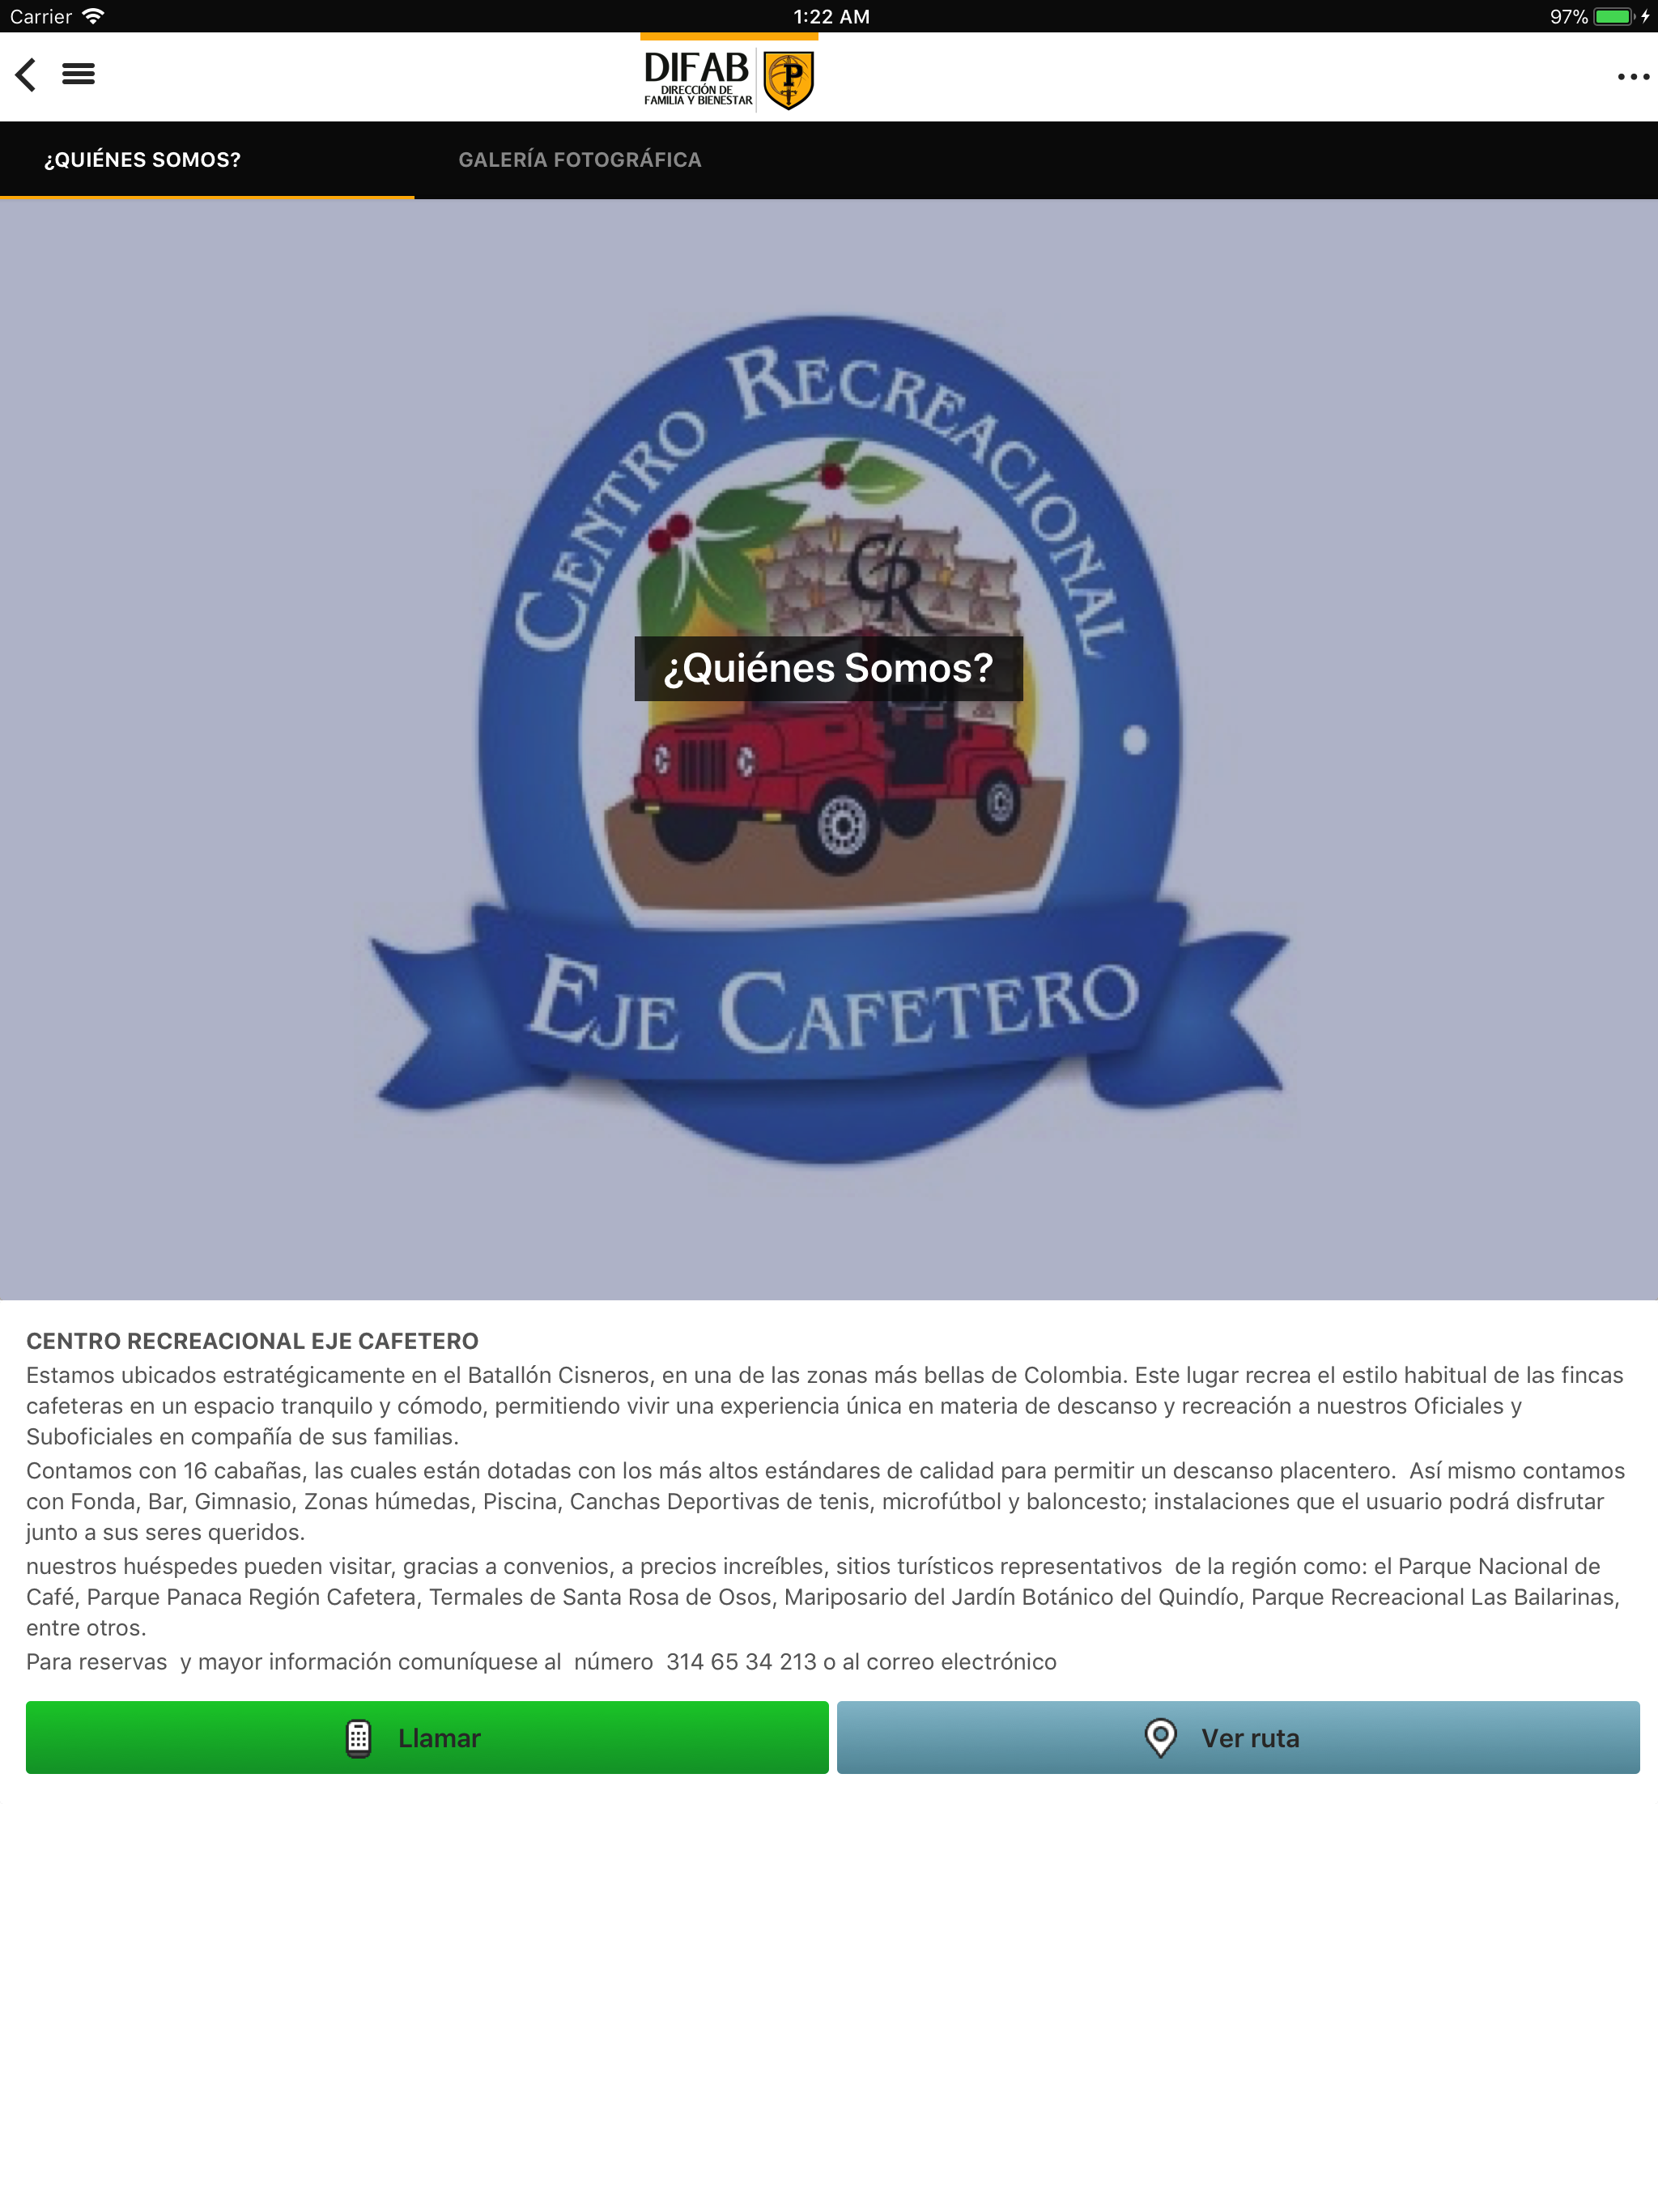 Carrier 1:22 AM 97%
DIFAB
DIRECCIÓN DE
FAMILIA Y BIENESTAR
P
¿QUIÉNES SOMOS? GALERÍA FOTOGRÁFICA
CENTRO RECREACIONAL
CR
¿Quiénes Somos?
EJE CAFETERO
CENTRO RECREACIONAL EJE CAFETERO
Estamos ubicados estratégicamente en el Batallón Cisneros, en una de las zonas más bellas de Colombia. Este lugar recrea el estilo habitual de las fincas
cafeteras en un espacio tranquilo y cómodo, permitiendo vivir una experiencia única en materia de descanso y recreación a nuestros Oficiales y
Suboficiales en compañía de sus familias.
Contamos con 16 cabañas, las cuales están dotadas con los más altos estándares de calidad para permitir un descanso placentero.  Así mismo contamos
con Fonda, Bar, Gimnasio, Zonas húmedas, Piscina, Canchas Deportivas de tenis, microfútbol y baloncesto; instalaciones que el usuario podrá disfrutar
junto a sus seres queridos.
nuestros huéspedes pueden visitar, gracias a convenios, a precios increíbles, sitios turísticos representativos  de la región como: el Parque Nacional de
Café, Parque Panaca Región Cafetera, Termales de Santa Rosa de Osos, Mariposario del Jardín Botánico del Quindío, Parque Recreacional Las Bailarinas,
entre otros.
Para reservas  y mayor información comuníquese al  número  314 65 34 213 o al correo electrónico
Llamar Ver ruta